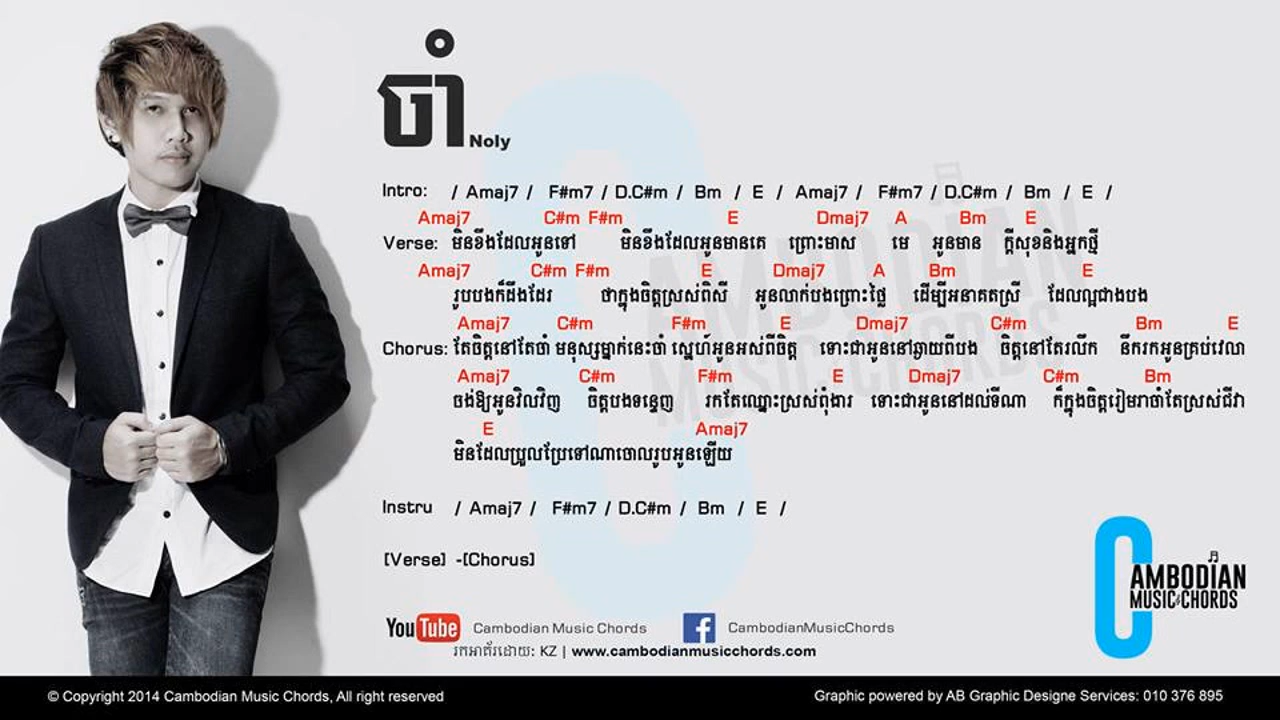 ចាំ
Noly
Intro: / Amaj7 / F#m7 / D.C#m / Bm / E / Amaj7 / F#m7 / D.C#m / Bm / E /
Amaj7 C#m F#m E Dmaj7 A Bm E
Verse: មិនខឹងដែលអូនទៅ មិនខឹងដែលអូនមានគេ ព្រោះមាស មេ អូនមាន ក្ដីសុខនិងអ្នកថ្មី
Amaj7 C#m F#m E Dmaj7 A Bm E
រូបបងក៏ដឹងដែរ ថាក្នុងចិត្តស្រស់ពិសី អូនលាក់បងព្រោះថ្លៃ ដើម្បីអនាគតស្រី ដែលល្អជាងបង
Amaj7 C#m F#m E Dmaj7 C#m Bm E
Chorus: តែចិត្តនៅតែចាំ មនុស្សម្នាក់នេះចាំ ស្នេហ៍អូនអស់ពីចិត្ត ទោះជាអូននៅឆ្ងាយពីបង ចិត្តនៅតែរលឹក នឹករកអូនគ្រប់វេលា
Amaj7 C#m F#m E Dmaj7 C#m Bm
ចង់ឱ្យអូនវិលវិញ ចិត្តបងទន្ទេញ រកតែឈ្មោះស្រស់ពុំងារ ទោះជាអូននៅដល់ទីណា ក៏ក្នុងចិត្តរៀមរាចាំតែស្រស់ជីវា
E Amaj7
មិនដែលប្រួលប្រែទៅណាចោលរូបអូនឡើយ
Instru / Amaj7 / F#m7 / D.C#m / Bm / E /
[Verse] -[Chorus]
YouTube Cambodian Music Chords CambodianMusicChords
រកអាគ័រដោយ: KZ | www.cambodianmusicchords.com
CAMBODIAN
MUSIC CHORDS
© Copyright 2014 Cambodian Music Chords, All right reserved
Graphic powered by AB Graphic Designe Services: 010 376 895